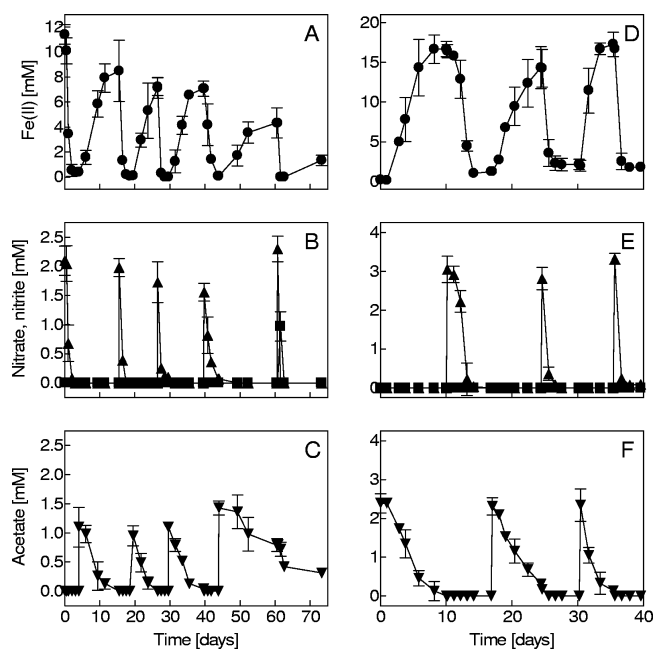 A
D
Fe(II) [mM]
12
10
8
6
4
2
0
20
15
10
5
0
B
E
Nitrate, nitrite [mM]
2.5
2.0
1.5
1.0
0.5
0.0
4
3
2
1
0
C
F
Acetate [mM]
2.5
2.0
1.5
1.0
0.5
0.0
4
3
2
1
0
0 10 20 30 40 50 60 70
0 10 20 30 40
Time [days]
Time [days]